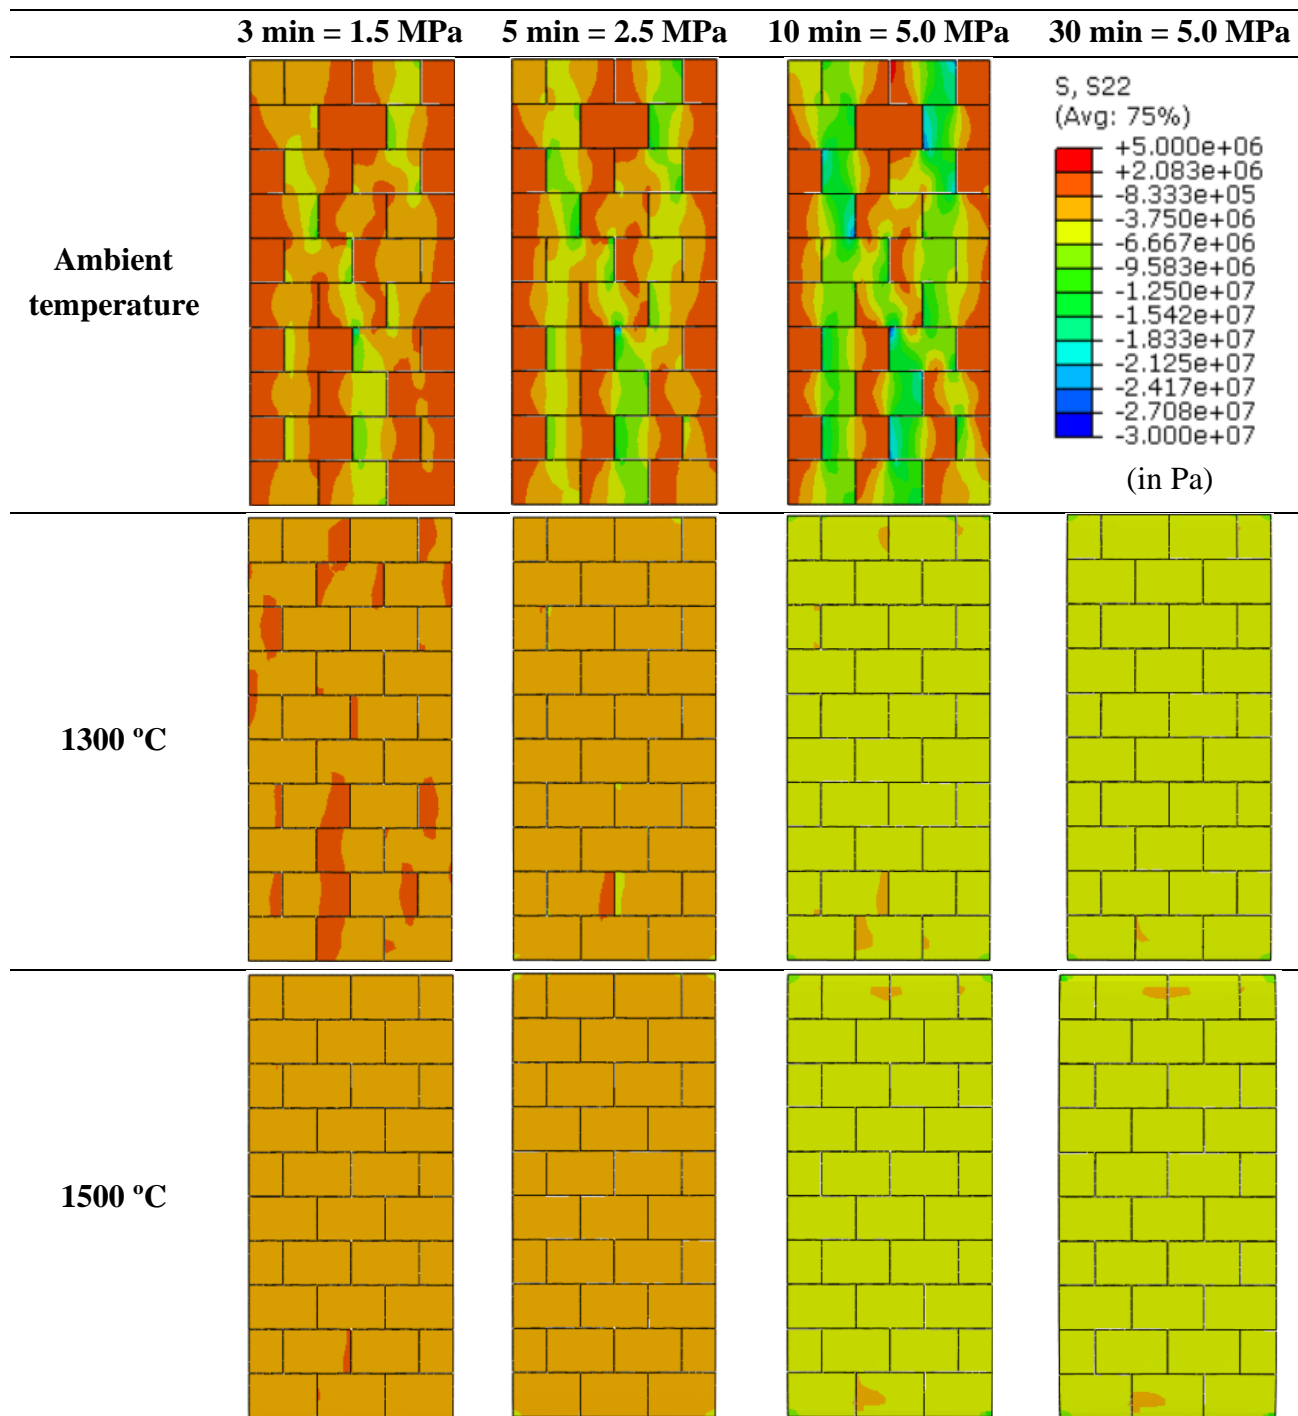 3 min = 1.5 MPa 5 min = 2.5 MPa 10 min = 5.0 MPa 30 min = 5.0 MPa
Ambient
temperature
S, S22
(Avg: 75%)
+5.000e+06
+2.083e+06
-8.333e+05
-3.750e+06
-6.667e+06
-9.583e+06
-1.250e+07
-1.542e+07
-1.833e+07
-2.125e+07
-2.417e+07
-2.708e+07
-3.000e+07
(in Pa)
1300 ºC
1500 ºC